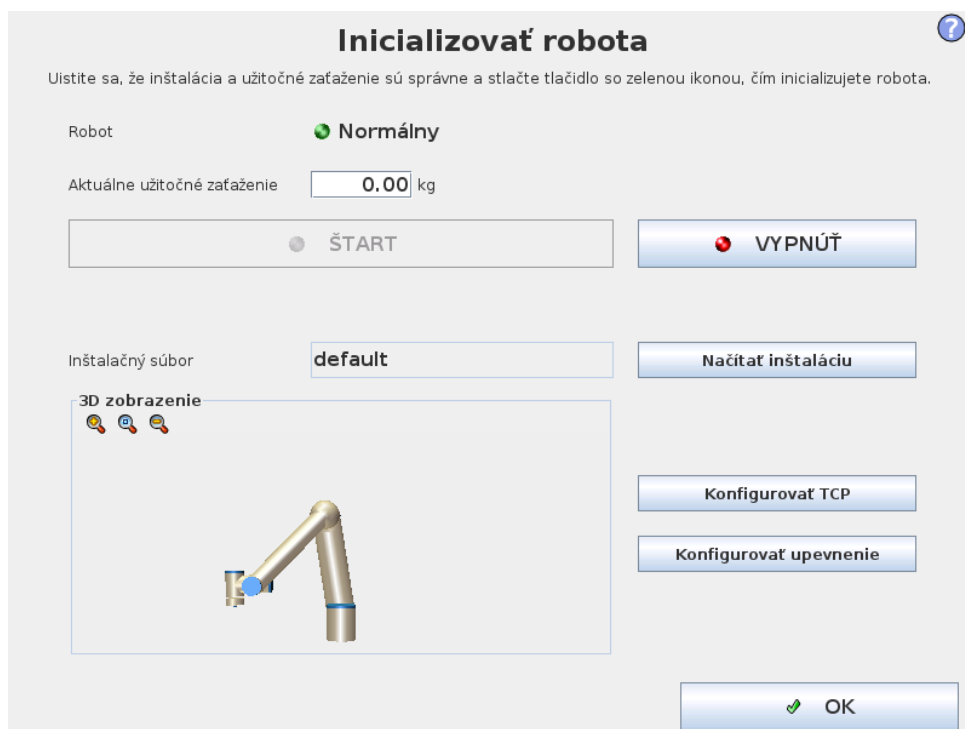 Inicializovať robota
?
Uistite sa, že inštalácia a užitočné zaťaženie sú správne a stlačte tlačidlo so zelenou ikonou, čím inicializujete robota.
Robot Normálny
Aktuálne užitočné zaťaženie 0.00 kg
ŠTART VYPNÚŤ
Inštalačný súbor default Načítať inštaláciu
3D zobrazenie
Konfigurovať TCP
Konfigurovať upevnenie
OK